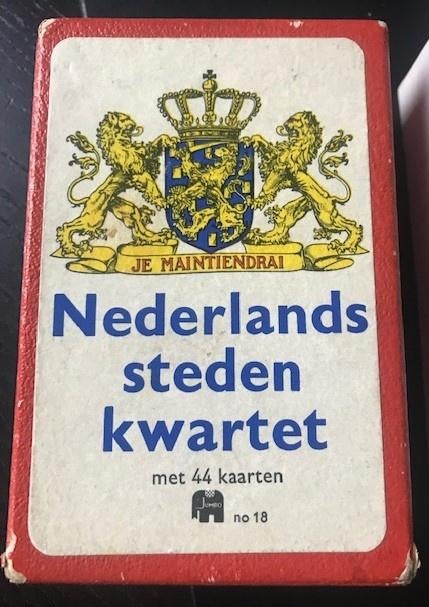 JE MAINTIENDRAI
Nederlands
steden
kwartet
met 44 kaarten
JUMBO
no 18